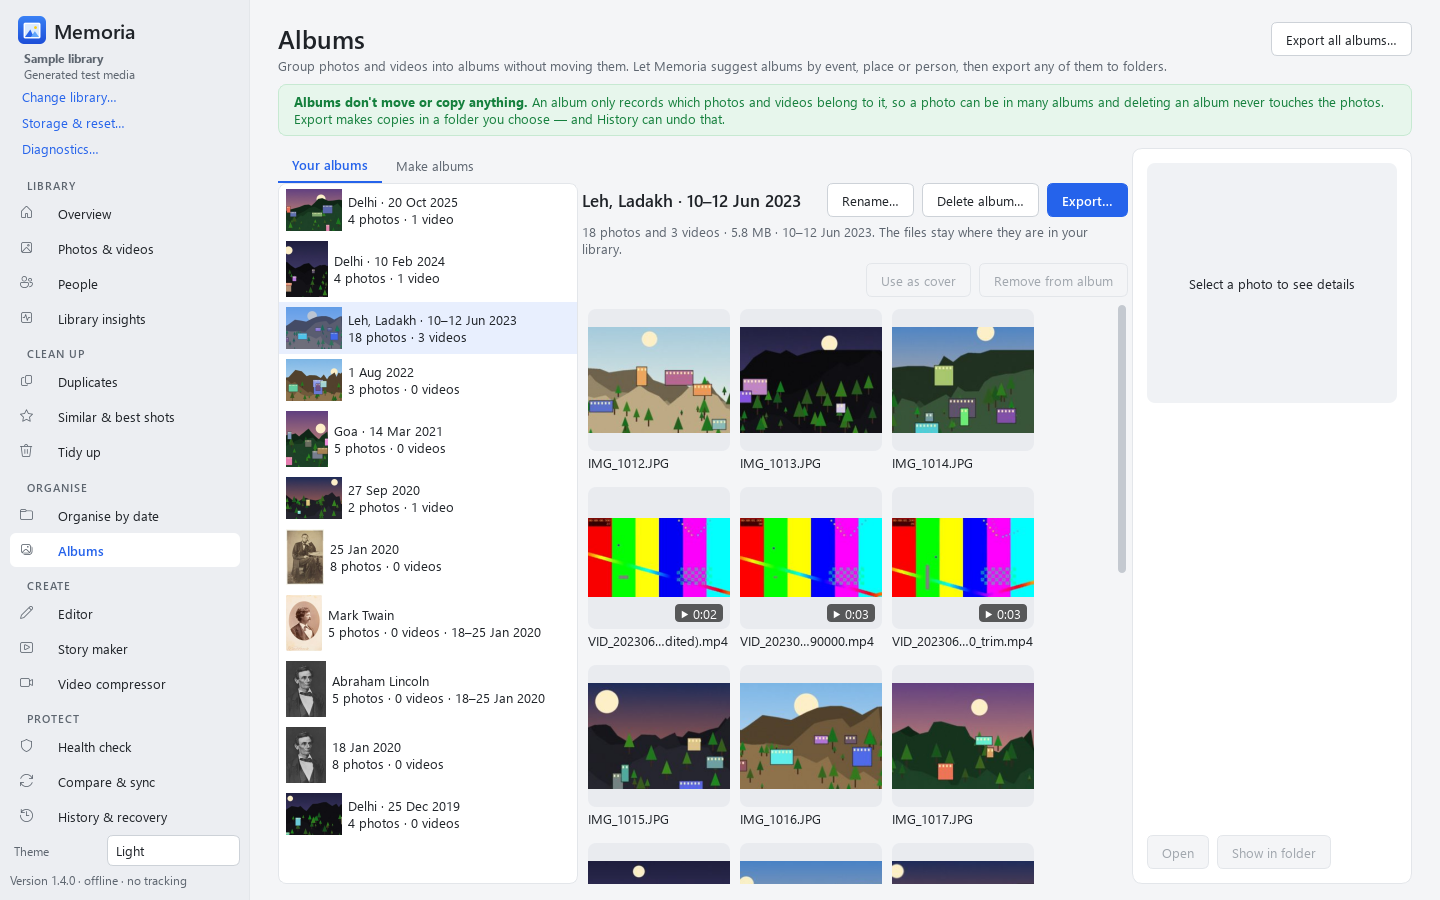 Memoria
Sample library
Generated test media
Change library...
Storage & reset...
Diagnostics...
LIBRARY
Overview
Photos & videos
People
Library insights
CLEAN UP
Duplicates
Similar & best shots
Tidy up
ORGANISE
Organise by date
Albums
CREATE
Editor
Story maker
Video compressor
PROTECT
Health check
Compare & sync
History & recovery
Theme
Light
Version 1.4.0 · offline · no tracking
Albums
Export all albums...
Group photos and videos into albums without moving them. Let Memoria suggest albums by event, place or person, then export any of them to folders.
Albums don't move or copy anything. An album only records which photos and videos belong to it, so a photo can be in many albums and deleting an album never touches the photos.
Export makes copies in a folder you choose — and History can undo that.
Your albums
Make albums
Delhi · 20 Oct 2025
4 photos · 1 video
Delhi · 10 Feb 2024
4 photos · 1 video
Leh, Ladakh · 10–12 Jun 2023
18 photos · 3 videos
1 Aug 2022
3 photos · 0 videos
Goa · 14 Mar 2021
5 photos · 0 videos
27 Sep 2020
2 photos · 1 video
25 Jan 2020
8 photos · 0 videos
Mark Twain
5 photos · 0 videos · 18–25 Jan 2020
Abraham Lincoln
5 photos · 0 videos · 18–25 Jan 2020
18 Jan 2020
8 photos · 0 videos
Delhi · 25 Dec 2019
4 photos · 0 videos
Leh, Ladakh · 10–12 Jun 2023
Rename...
Delete album...
Export...
18 photos and 3 videos · 5.8 MB · 10–12 Jun 2023. The files stay where they are in your
library.
Use as cover
Remove from album
IMG_1012.JPG
IMG_1013.JPG
IMG_1014.JPG
0:02
0:03
0:03
VID_202306...dited).mp4
VID_20230...90000.mp4
VID_202306...0_trim.mp4
IMG_1015.JPG
IMG_1016.JPG
IMG_1017.JPG
Select a photo to see details
Open
Show in folder